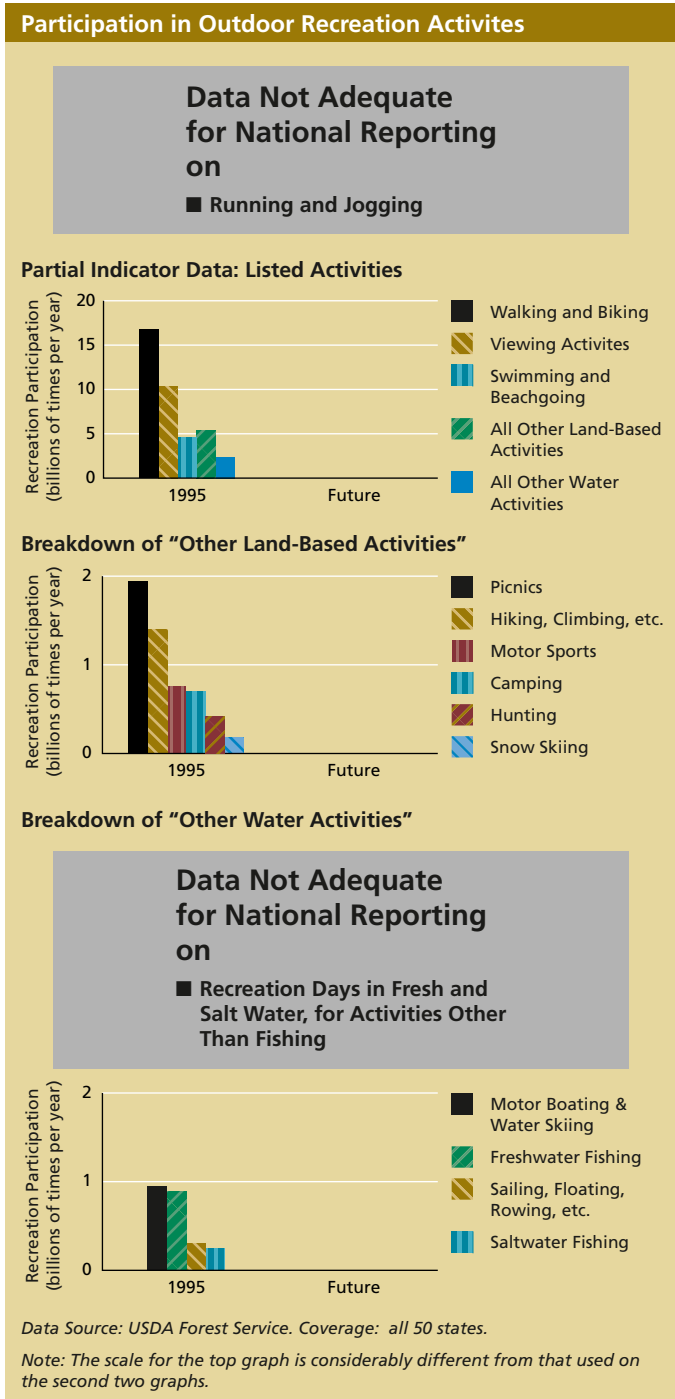 Participation in Outdoor Recreation Activites
Data Not Adequate
for National Reporting
on
■ Running and Jogging
Partial Indicator Data: Listed Activities
Recreation Participation
(billions of times per year)
20
15
10
5
0
1995
Future
Walking and Biking
Viewing Activites
Swimming and
Beachgoing
All Other Land-Based
Activities
All Other Water
Activities
Breakdown of “Other Land-Based Activities”
Recreation Participation
(billions of times per year)
2
1
0
1995
Future
Picnics
Hiking, Climbing, etc.
Motor Sports
Camping
Hunting
Snow Skiing
Breakdown of “Other Water Activities”
Data Not Adequate
for National Reporting
on
■ Recreation Days in Fresh and
Salt Water, for Activities Other
Than Fishing
Recreation Participation
(billions of times per year)
2
1
0
1995
Future
Motor Boating &
Water Skiing
Freshwater Fishing
Sailing, Floating,
Rowing, etc.
Saltwater Fishing
Data Source: USDA Forest Service. Coverage: all 50 states.
Note: The scale for the top graph is considerably different from that used on
the second two graphs.